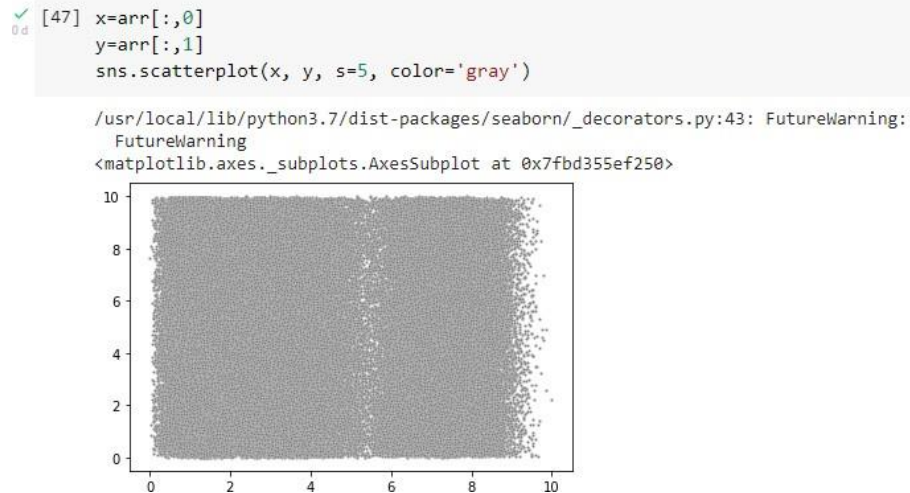 [47] x=arr[:,0]
0 d
y=arr[:,1]
sns.scatterplot(x, y, s=5, color='gray')
/usr/local/lib/python3.7/dist-packages/seaborn/_decorators.py:43: FutureWarning:
FutureWarning
<matplotlib.axes._subplots.AxesSubplot at 0x7fbd355ef250>
10
8
6
4
2
0
0 2 4 6 8 10